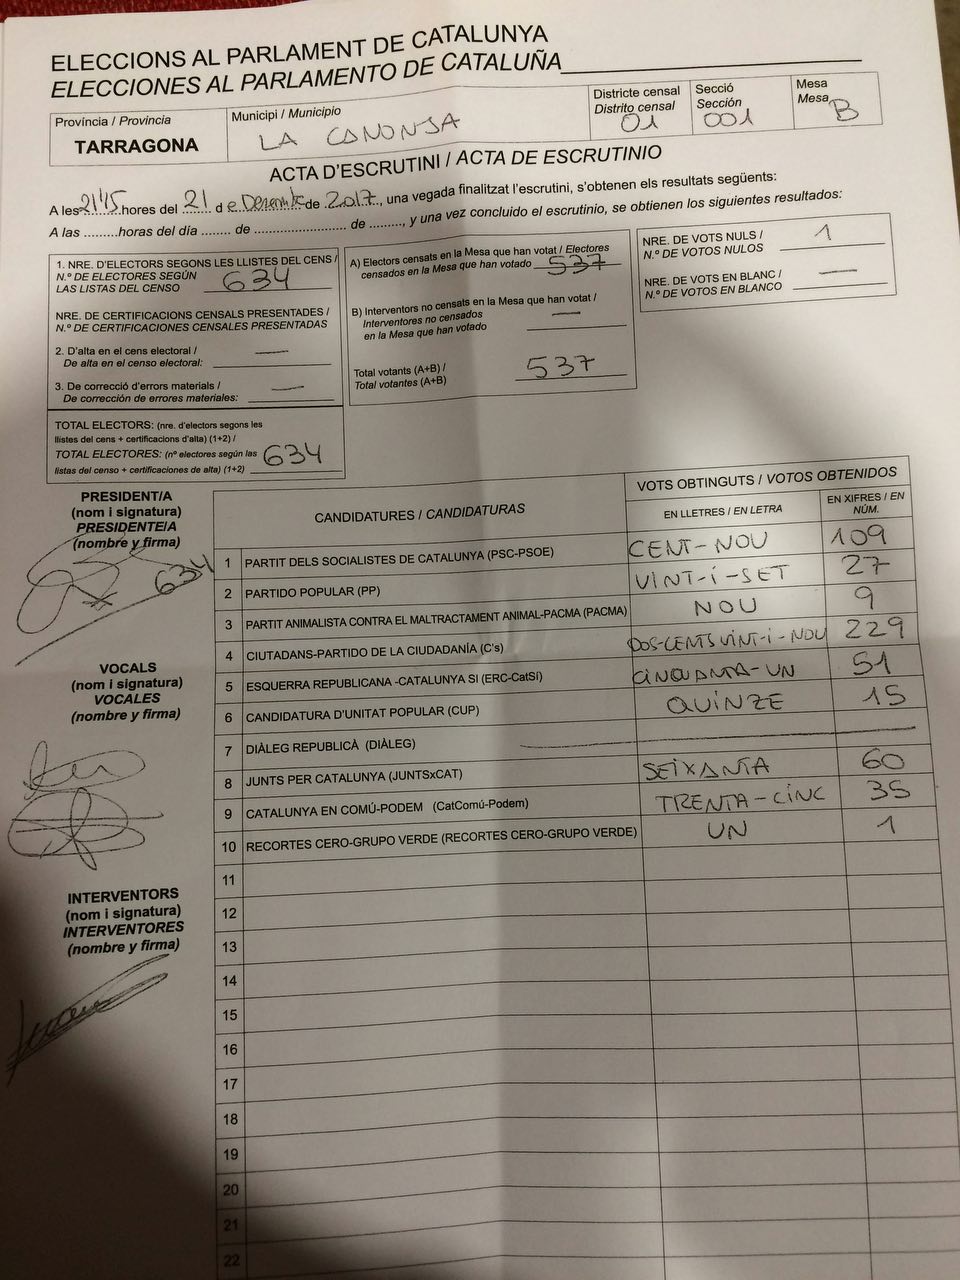 ELECCIONS AL PARLAMENT DE CATALUNYA
ELECCIONES AL PARLAMENTO DE CATALUÑA
Província / Provincia
TARRAGONA
Municipi / Municipio
LA CANONJA
Districte censal
Distrito censal
01
Secció
Sección
001
Mesa
Mesa
B
ACTA D'ESCRUTINI / ACTA DE ESCRUTINIO
A les 21'15 hores del 21 de Desembre de 2017, una vegada finalitzat l'escrutini, s'obtenen els resultats següents:
A las .........horas del día ....... de ........................ de ........, y una vez concluido el escrutinio, se obtienen los siguientes resultados:
1. NRE. D'ELECTORS SEGONS LES LLISTES DEL CENS /
N.º DE ELECTORES SEGÚN
LAS LISTAS DEL CENSO 634
NRE. DE CERTIFICACIONS CENSALS PRESENTADES /
N.º DE CERTIFICACIONES CENSALES PRESENTADAS
2. D'alta en el cens electoral / —
De alta en el censo electoral:
3. De correcció d'errors materials / —
De corrección de errores materiales:
TOTAL ELECTORS: (nre. d'electors segons les
llistes del cens + certificacions d'alta) (1+2) /
TOTAL ELECTORES: (nº electores según las
listas del censo + certificaciones de alta) (1+2) 634
A) Electors censats en la Mesa que han votat / Electores
censados en la Mesa que han votado 537
B) Interventors no censats en la Mesa que han votat /
Interventores no censados
en la Mesa que han votado —
Total votants (A+B) /
Total votantes (A+B) 537
NRE. DE VOTS NULS /
N.º DE VOTOS NULOS 1
NRE. DE VOTS EN BLANC /
N.º DE VOTOS EN BLANCO —
PRESIDENT/A
(nom i signatura)
PRESIDENTE/A
(nombre y firma)
634
VOCALS
(nom i signatura)
VOCALES
(nombre y firma)
INTERVENTORS
(nom i signatura)
INTERVENTORES
(nombre y firma)
CANDIDATURES / CANDIDATURAS
VOTS OBTINGUTS / VOTOS OBTENIDOS
EN LLETRES / EN LETRA
EN XIFRES / EN NÚM.
1 PARTIT DELS SOCIALISTES DE CATALUNYA (PSC-PSOE) CENT-NOU 109
2 PARTIDO POPULAR (PP) VINT-I-SET 27
3 PARTIT ANIMALISTA CONTRA EL MALTRACTAMENT ANIMAL-PACMA (PACMA) NOU 9
4 CIUTADANS-PARTIDO DE LA CIUDADANÍA (C's) DOS-CENTS VINT-I-NOU 229
5 ESQUERRA REPUBLICANA -CATALUNYA SI (ERC-CatSí) CINQUANTA-UN 51
6 CANDIDATURA D'UNITAT POPULAR (CUP) QUINZE 15
7 DIÀLEG REPUBLICÀ (DIÀLEG)
8 JUNTS PER CATALUNYA (JUNTSxCAT) SEIXANTA 60
9 CATALUNYA EN COMÚ-PODEM (CatComú-Podem) TRENTA-CINC 35
10 RECORTES CERO-GRUPO VERDE (RECORTES CERO-GRUPO VERDE) UN 1
11
12
13
14
15
16
17
18
19
20
21
22